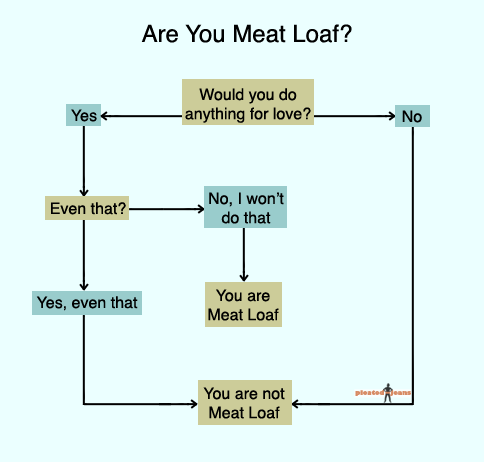 Are You Meat Loaf?
Would you do
anything for love?
Yes
No
Even that?
No, I won't
do that
Yes, even that
You are
Meat Loaf
You are not
Meat Loaf
pleated jeans